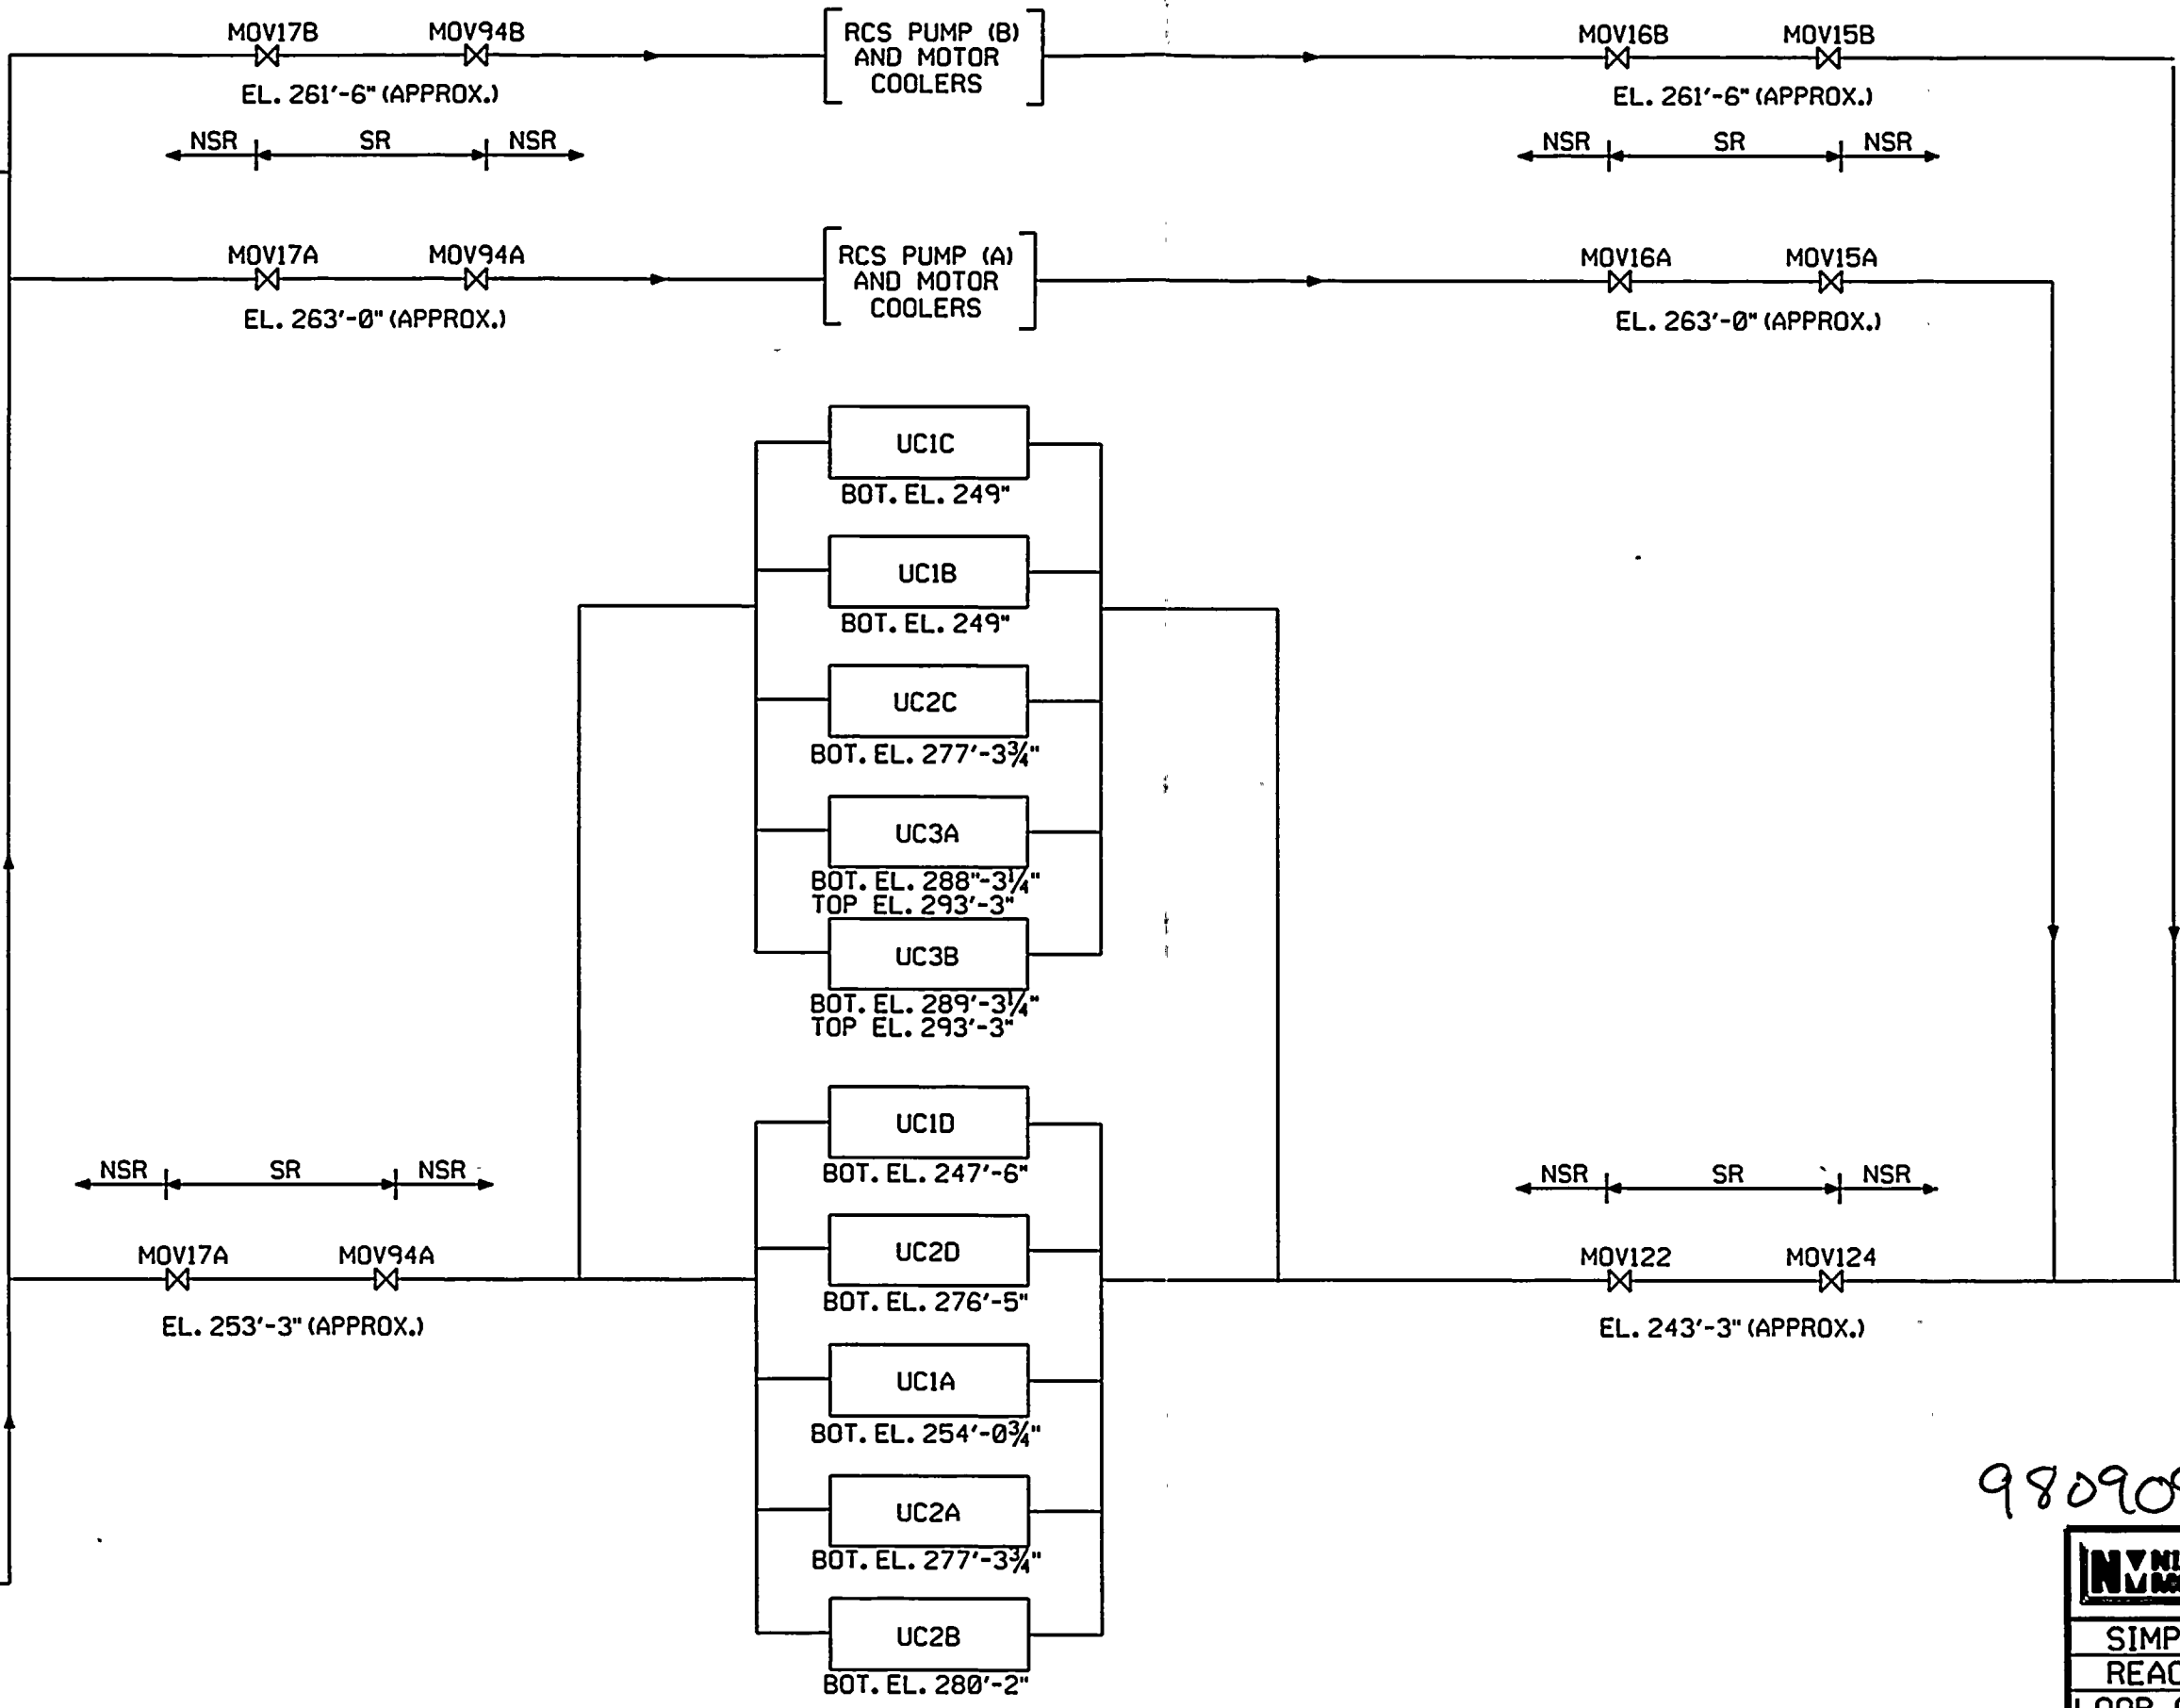 MOV17B MOV94B
EL. 261'-6" (APPROX.)
NSR SR NSR
RCS PUMP (B)
AND MOTOR
COOLERS
MOV16B MOV15B
EL. 261'-6" (APPROX.)
NSR SR NSR
MOV17A MOV94A
EL. 263'-0" (APPROX.)
RCS PUMP (A)
AND MOTOR
COOLERS
MOV16A MOV15A
EL. 263'-0" (APPROX.)
UC1C
BOT. EL. 249"
UC1B
BOT. EL. 249"
UC2C
BOT. EL. 277'-3¾"
UC3A
BOT. EL. 288"-3¼"
TOP EL. 293'-3"
UC3B
BOT. EL. 289'-3¼"
TOP EL. 293'-3"
NSR SR NSR
MOV17A MOV94A
EL. 253'-3" (APPROX.)
UC1D
BOT. EL. 247'-6"
UC2D
BOT. EL. 276'-5"
UC1A
BOT. EL. 254'-0¾"
UC2A
BOT. EL. 277'-3¾"
UC2B
BOT. EL. 280'-2"
NSR SR NSR
MOV122 MOV124
EL. 243'-3" (APPROX.)
98090
SIMP
REAC